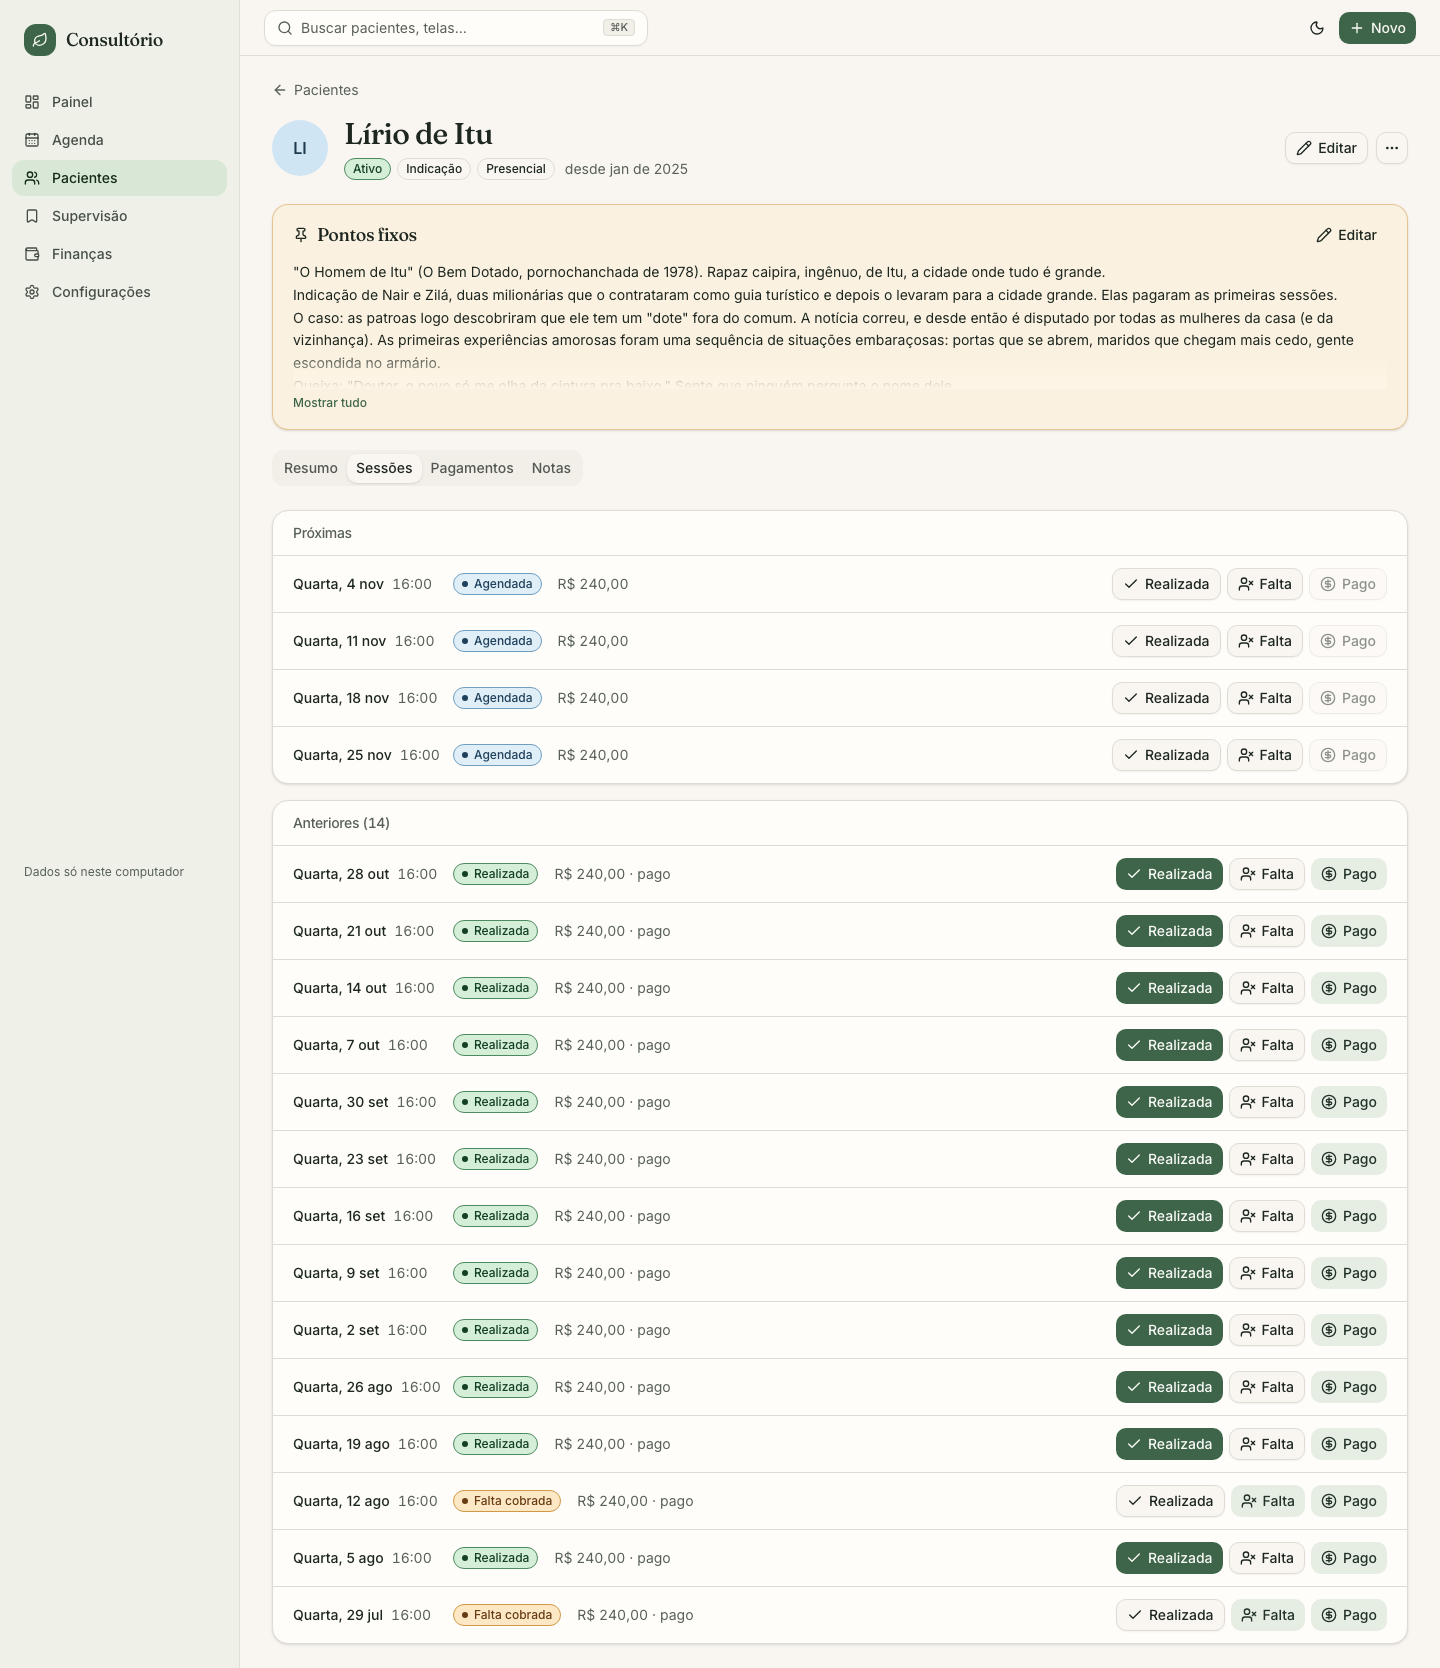 Consultório
Buscar pacientes, telas...
⌘K
Novo
Painel
Agenda
Pacientes
Supervisão
Finanças
Configurações
Dados só neste computador
Pacientes
LI
Lírio de Itu
Ativo Indicação Presencial desde jan de 2025
Editar
Pontos fixos
Editar
"O Homem de Itu" (O Bem Dotado, pornochanchada de 1978). Rapaz caipira, ingênuo, de Itu, a cidade onde tudo é grande.
Indicação de Nair e Zilá, duas milionárias que o contrataram como guia turístico e depois o levaram para a cidade grande. Elas pagaram as primeiras sessões.
O caso: as patroas logo descobriram que ele tem um "dote" fora do comum. A notícia correu, e desde então é disputado por todas as mulheres da casa (e da
vizinhança). As primeiras experiências amorosas foram uma sequência de situações embaraçosas: portas que se abrem, maridos que chegam mais cedo, gente
escondida no armário.
Queixa: "Doutor, o povo só me olha da cintura pra baixo." Sente que ninguém pergunta o nome dele.
Mostrar tudo
Resumo Sessões Pagamentos Notas
Próximas
Quarta, 4 nov 16:00 Agendada R$ 240,00 Realizada Falta Pago
Quarta, 11 nov 16:00 Agendada R$ 240,00 Realizada Falta Pago
Quarta, 18 nov 16:00 Agendada R$ 240,00 Realizada Falta Pago
Quarta, 25 nov 16:00 Agendada R$ 240,00 Realizada Falta Pago
Anteriores (14)
Quarta, 28 out 16:00 Realizada R$ 240,00 · pago Realizada Falta Pago
Quarta, 21 out 16:00 Realizada R$ 240,00 · pago Realizada Falta Pago
Quarta, 14 out 16:00 Realizada R$ 240,00 · pago Realizada Falta Pago
Quarta, 7 out 16:00 Realizada R$ 240,00 · pago Realizada Falta Pago
Quarta, 30 set 16:00 Realizada R$ 240,00 · pago Realizada Falta Pago
Quarta, 23 set 16:00 Realizada R$ 240,00 · pago Realizada Falta Pago
Quarta, 16 set 16:00 Realizada R$ 240,00 · pago Realizada Falta Pago
Quarta, 9 set 16:00 Realizada R$ 240,00 · pago Realizada Falta Pago
Quarta, 2 set 16:00 Realizada R$ 240,00 · pago Realizada Falta Pago
Quarta, 26 ago 16:00 Realizada R$ 240,00 · pago Realizada Falta Pago
Quarta, 19 ago 16:00 Realizada R$ 240,00 · pago Realizada Falta Pago
Quarta, 12 ago 16:00 Falta cobrada R$ 240,00 · pago Realizada Falta Pago
Quarta, 5 ago 16:00 Realizada R$ 240,00 · pago Realizada Falta Pago
Quarta, 29 jul 16:00 Falta cobrada R$ 240,00 · pago Realizada Falta Pago